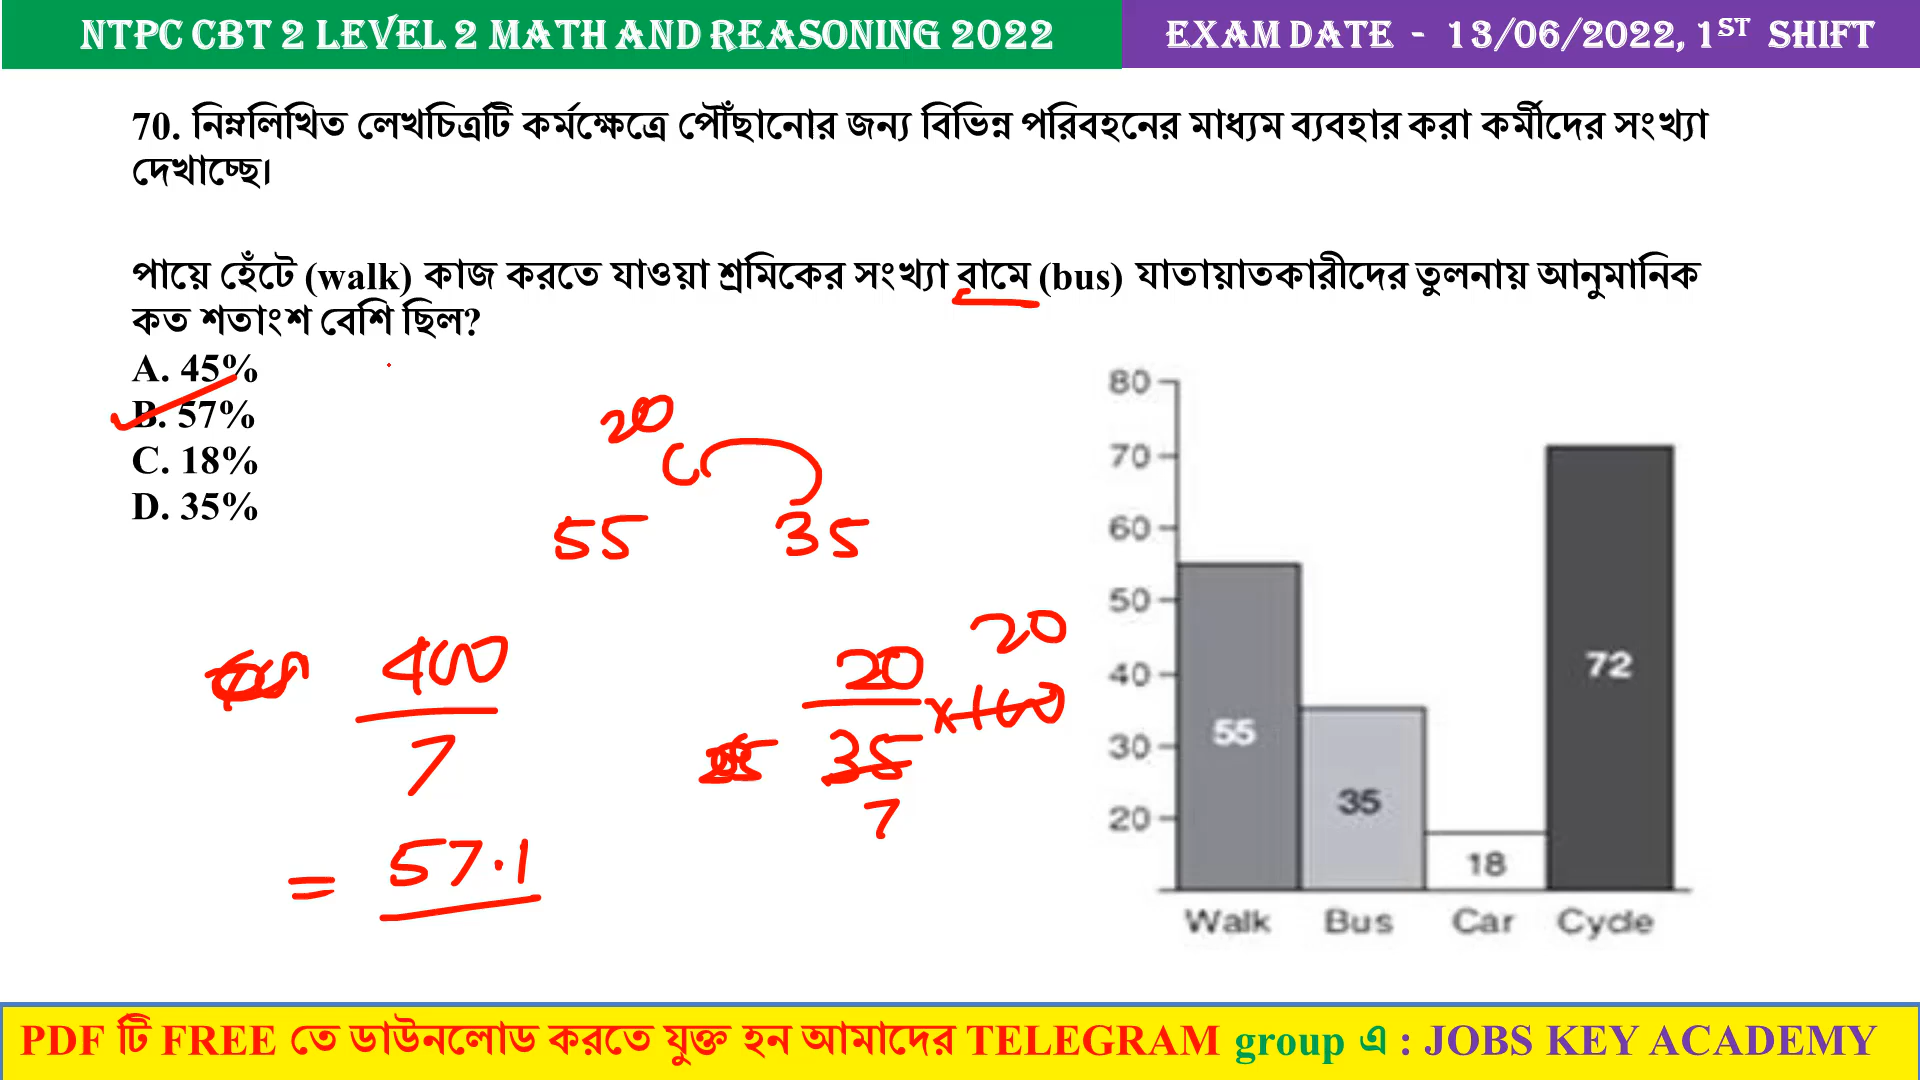 NTPC CBT 2 LEVEL 2 MATH AND REASONING 2022
EXAM DATE - 13/06/2022, 1ST SHIFT
70. নিম্নলিখিত লেখচিত্রটি কর্মক্ষেত্রে পৌঁছানোর জন্য বিভিন্ন পরিবহনের মাধ্যম ব্যবহার করা কর্মীদের সংখ্যা
দেখাচ্ছে।
পায়ে হেঁটে (walk) কাজ করতে যাওয়া শ্রমিকের সংখ্যা বামে (bus) যাতায়াতকারীদের তুলনায় আনুমানিক
কত শতাংশ বেশি ছিল?
A. 45%
B. 57%
C. 18%
D. 35%
20
55 35
400
7
= 57.1
20
20
35 ×100
7
80
70
60
50
40
30
20
55
35
18
72
Walk Bus Car Cycle
PDF টি FREE তে ডাউনলোড করতে যুক্ত হন আমাদের TELEGRAM group এ : JOBS KEY ACADEMY